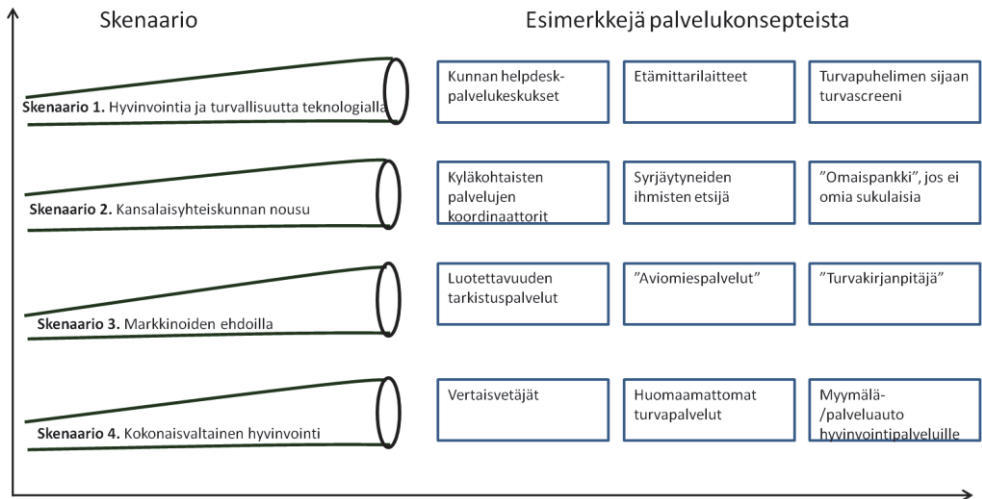 Skenaario
Esimerkkejä palvelukonsepteista
Skenaario 1. Hyvinvointia ja turvallisuutta teknologialla
Kunnan helpdesk-
palvelukeskukset
Etämittarilaitteet
Turvapuhelimen sijaan
turvascreeni
Skenaario 2. Kansalaisyhteiskunnan nousu
Kyläkohtaisten
palvelujen
koordinaattorit
Syrjäytyneiden
ihmisten etsijä
”Omaispankki”, jos ei
omia sukulaisia
Skenaario 3. Markkinoiden ehdoilla
Luotettavuuden
tarkistuspalvelut
”Aviomiespalvelut”
”Turvakirjanpitäjä”
Skenaario 4. Kokonaisvaltainen hyvinvointi
Vertaisvetäjät
Huomaamattomat
turvapalvelut
Myymälä-
/palveluauto
hyvinvointipalveluille